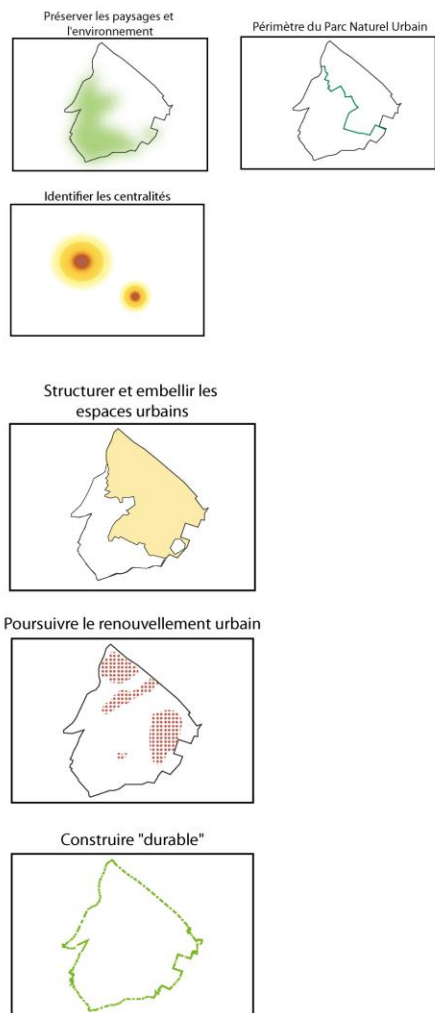 Préserver les paysages et
l'environnement
Périmètre du Parc Naturel Urbain
Identifier les centralités
Structurer et embellir les
espaces urbains
Poursuivre le renouvellement urbain
Construire "durable"